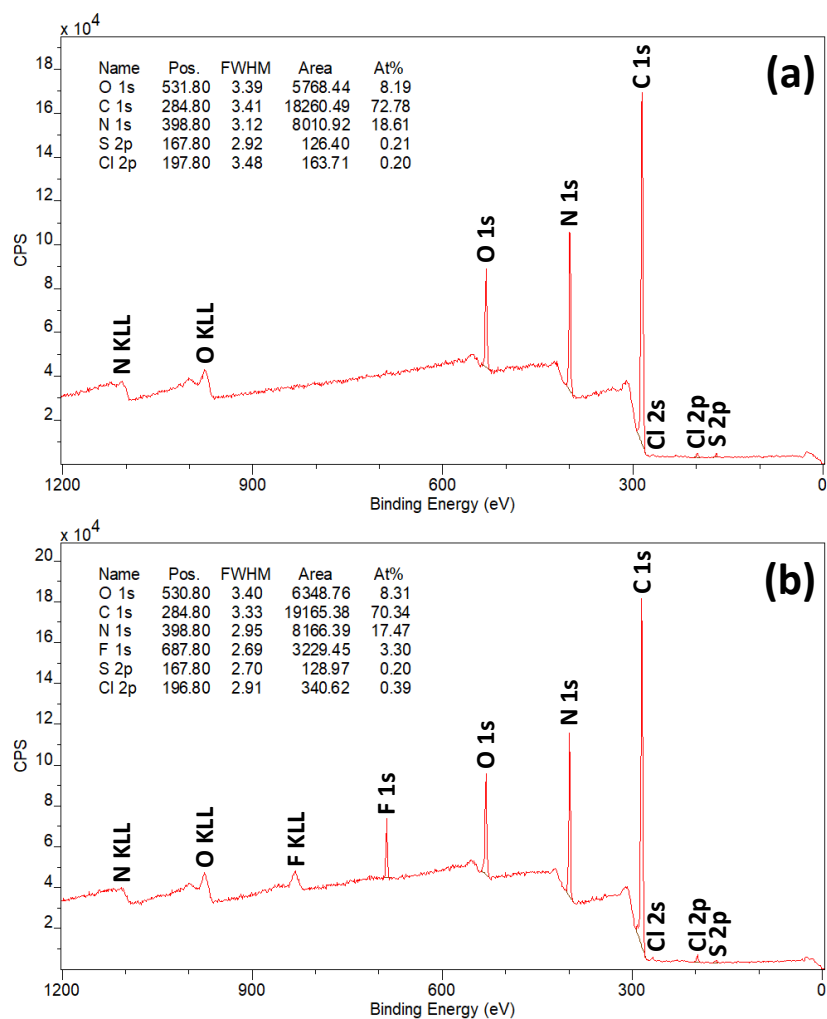 x 10^4
(a)
Name Pos. FWHM Area At%
O 1s 531.80 3.39 5768.44 8.19
C 1s 284.80 3.41 18260.49 72.78
N 1s 398.80 3.12 8010.92 18.61
S 2p 167.80 2.92 126.40 0.21
Cl 2p 197.80 3.48 163.71 0.20
18
16
14
12
10
8
6
4
2
CPS
N KLL
O KLL
O 1s
N 1s
C 1s
Cl 2s
Cl 2p
S 2p
1200 900 600 300 0
Binding Energy (eV)
x 10^4
(b)
Name Pos. FWHM Area At%
O 1s 530.80 3.40 6348.76 8.31
C 1s 284.80 3.33 19165.38 70.34
N 1s 398.80 2.95 8166.39 17.47
F 1s 687.80 2.69 3229.45 3.30
S 2p 167.80 2.70 128.97 0.20
Cl 2p 196.80 2.91 340.62 0.39
20
18
16
14
12
10
8
6
4
2
CPS
N KLL
O KLL
F KLL
F 1s
O 1s
N 1s
C 1s
Cl 2s
Cl 2p
S 2p
1200 900 600 300 0
Binding Energy (eV)